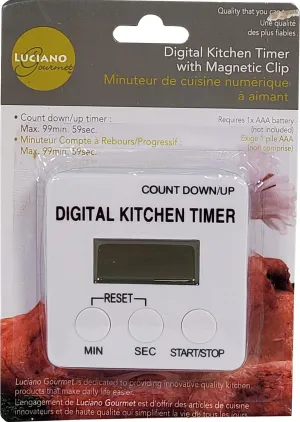 LUCIANO
Gourmet
Quality that you can
Une qualité
des plus fiables
Digital Kitchen Timer
with Magnetic Clip
Minuteur de cuisine numérique
à aimant
• Count down/up timer :
Max. 99min. 59sec.
• Minuteur Compte à Rebours/Progressif :
Max. 99min. 59sec.
Requires 1x AAA battery
(not included)
Exige 1 pile AAA
(non comprise)
COUNT DOWN/UP
DIGITAL KITCHEN TIMER
RESET
MIN SEC START/STOP
Luciano Gourmet is dedicated to providing innovative quality kitchen
products that make daily life easier.
L'engagement de Luciano Gourmet est d'offrir des articles de cuisine
innovateurs et de haute qualité qui simplifient la vie de tous les jours